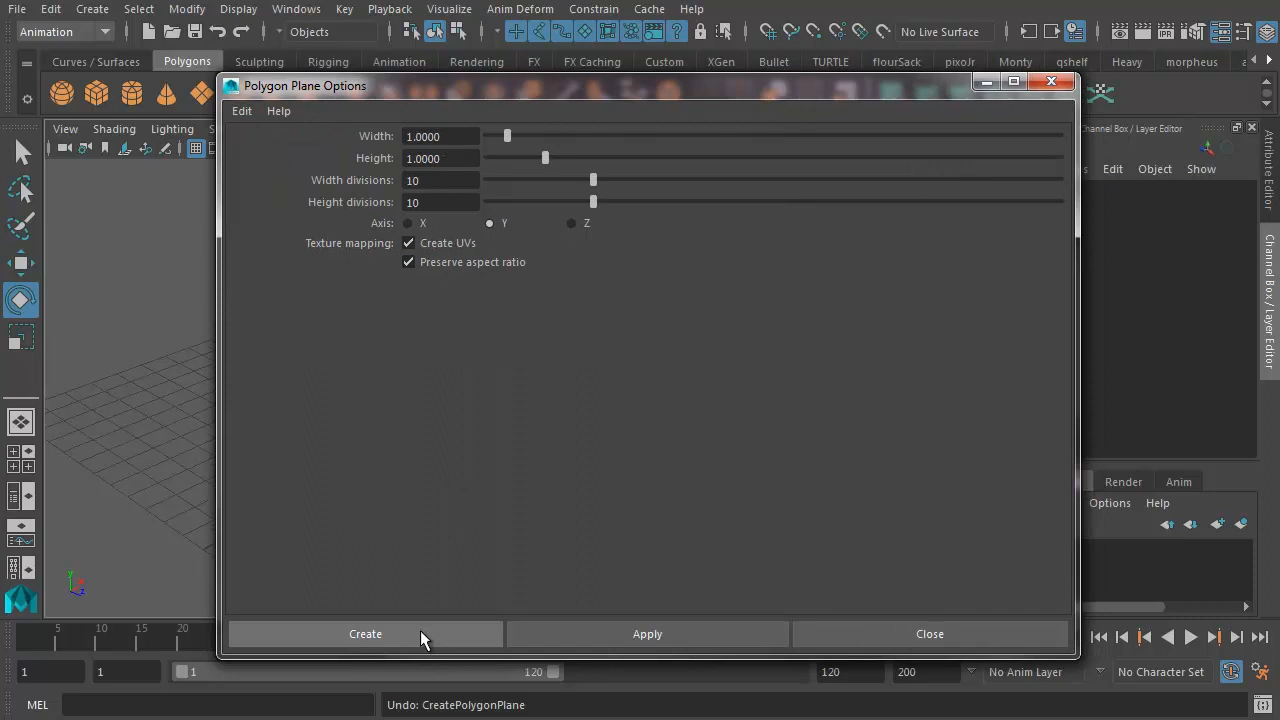 File Edit Create Select Modify Display Windows Key Playback Visualize Anim Deform Constrain Cache Help
Animation Objects No Live Surface
Curves / Surfaces Polygons Sculpting Rigging Animation Rendering FX FX Caching Custom XGen Bullet TURTLE flourSack pixoJr Monty qshelf Heavy morpheus
Polygon Plane Options
Edit Help
View Shading Lighting
Channel Box / Layer Editor
Edit Object Show
Attribute Editor
Channel Box / Layer Editor
Width: 1.0000
Height: 1.0000
Width divisions: 10
Height divisions: 10
Axis: X Y Z
Texture mapping: Create UVs
Preserve aspect ratio
Render Anim
Options Help
y x z
Create Apply Close
5 10 15 20
1 1 1 120 120 200 No Anim Layer No Character Set
MEL Undo: CreatePolygonPlane